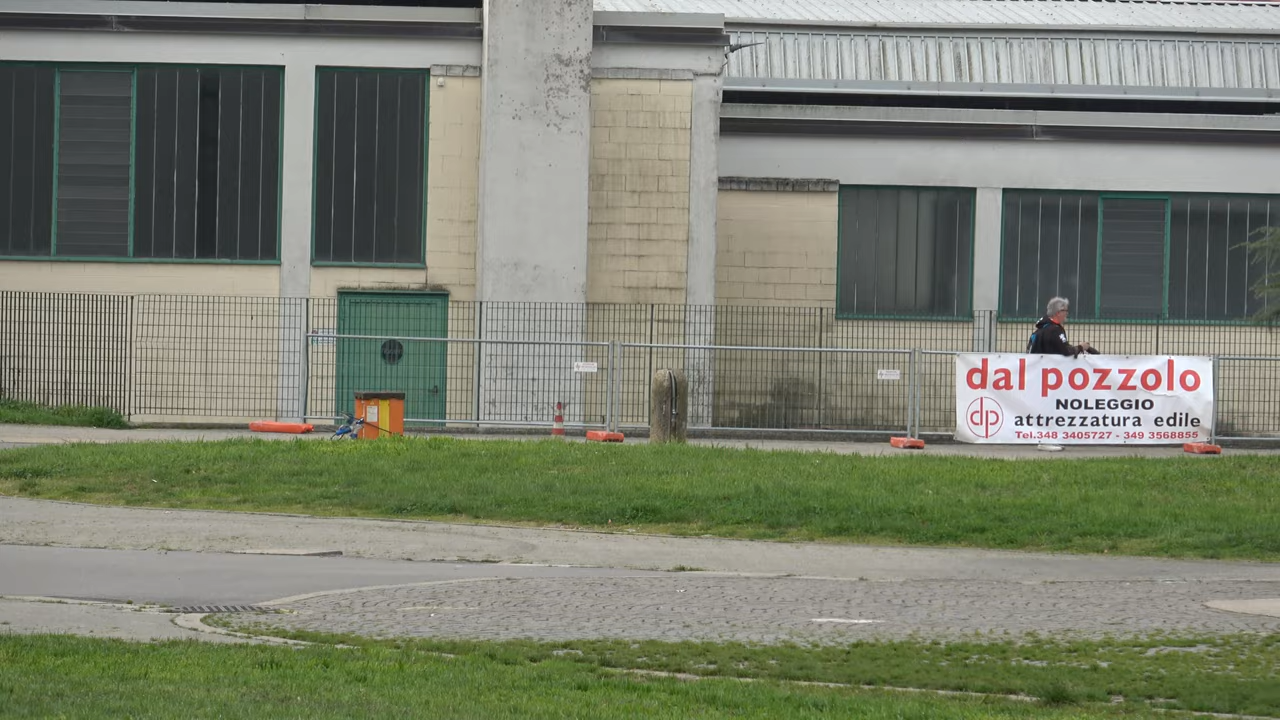 dal pozzolo
dp
NOLEGGIO
attrezzatura edile
Tel.348 3405727 - 349 3568855